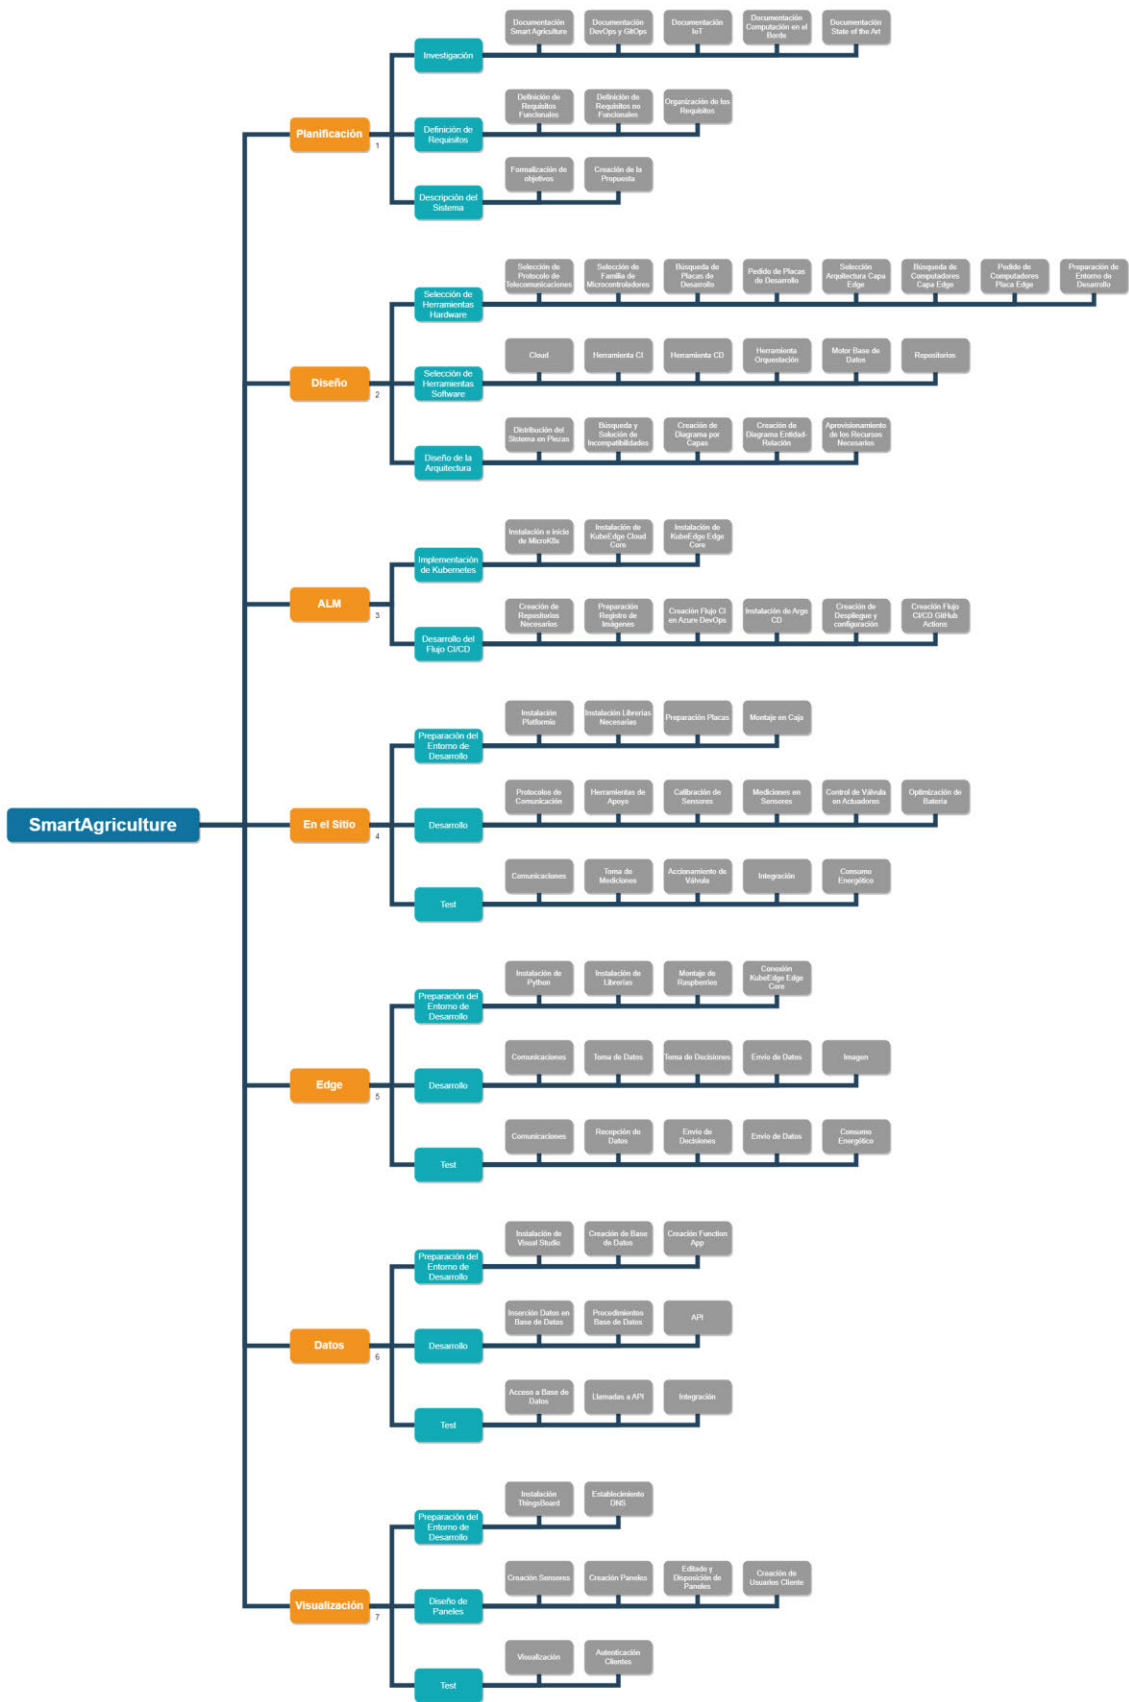 Documentación
Smart Agriculture
Documentación
DevOps y GitOps
Documentación
IoT
Documentación
Computación en el
Borde
Documentación
State of the Art
Investigación
Definición de
Requisitos
Funcionales
Definición de
Requisitos no
Funcionales
Organización de los
Requisitos
Planificación
1
Definición de
Requisitos
Formalización de
objetivos
Creación de la
Propuesta
Descripción del
Sistema
Selección de
Protocolo de
Telecomunicaciones
Selección de
Familia de
Microcontroladores
Búsqueda de
Placas de
Desarrollo
Pedido de Placas
de Desarrollo
Selección
Arquitectura Capa
Edge
Búsqueda de
Computadores
Capa Edge
Pedido de
Computadores
Placa Edge
Preparación de
Entorno de
Desarrollo
Selección de
Herramientas
Hardware
Cloud
Herramienta CI
Herramienta CD
Herramienta
Orquestación
Motor Base de
Datos
Repositorios
Diseño
2
Selección de
Herramientas
Software
Distribución del
Sistema en Piezas
Búsqueda y
Solución de
Incompatibilidades
Creación de
Diagrama por
Capas
Creación de
Diagrama Entidad-
Relación
Aprovisionamiento
de los Recursos
Necesarios
Diseño de la
Arquitectura
Instalación e inicio
de MicroK8s
Instalación de
KubeEdge Cloud
Core
Instalación de
KubeEdge Edge
Core
Implementación
de Kubernetes
ALM
3
Creación de
Repositorios
Necesarios
Preparación
Registro de
Imágenes
Creación Flujo CI
en Azure DevOps
Instalación de Argo
CD
Creación de
Despliegue y
configuración
Creación Flujo
CI/CD GitHub
Actions
Desarrollo del
Flujo CI/CD
Instalación
Platformio
Instalación Librerías
Necesarias
Preparación Placas
Montaje en Caja
Preparación del
Entorno de
Desarrollo
Protocolos de
Comunicación
Herramientas de
Apoyo
Calibración de
Sensores
Mediciones en
Sensores
Control de Válvula
en Actuadores
Optimización de
Batería
SmartAgriculture
En el Sitio
4
Desarrollo
Comunicaciones
Toma de
Mediciones
Accionamiento de
Válvula
Integración
Consumo
Energético
Test
Instalación de
Python
Instalación de
Librerías
Montaje de
Raspberries
Conexión
KubeEdge Edge
Core
Preparación del
Entorno de
Desarrollo
Comunicaciones
Toma de Datos
Toma de Decisiones
Envío de Datos
Imagen
Edge
5
Desarrollo
Comunicaciones
Recepción de
Datos
Envío de
Decisiones
Envío de Datos
Consumo
Energético
Test
Instalación de
Visual Studio
Creación de Base
de Datos
Creación Function
App
Preparación del
Entorno de
Desarrollo
Inserción Datos en
Base de Datos
Procedimientos
Base de Datos
API
Datos
6
Desarrollo
Acceso a Base de
Datos
Llamadas a API
Integración
Test
Instalación
ThingsBoard
Establecimiento
DNS
Preparación del
Entorno de
Desarrollo
Creación Sensores
Creación Paneles
Editado y
Disposición de
Paneles
Creación de
Usuarios Cliente
Visualización
7
Diseño de
Paneles
Visualización
Autenticación
Clientes
Test